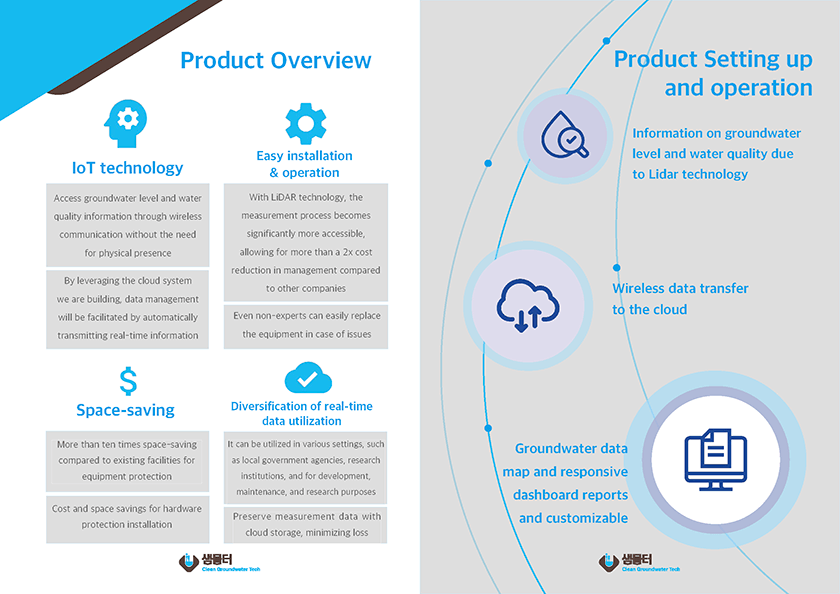 Product Overview
IoT technology
Access groundwater level and water
quality information through wireless
communication without the need
for physical presence
By leveraging the cloud system
we are building, data management
will be facilitated by automatically
transmitting real-time information
Easy installation
& operation
With LiDAR technology, the
measurement process becomes
significantly more accessible,
allowing for more than a 2x cost
reduction in management compared
to other companies
Even non-experts can easily replace
the equipment in case of issues
$
Space-saving
More than ten times space-saving
compared to existing facilities for
equipment protection
Cost and space savings for hardware
protection installation
Diversification of real-time
data utilization
It can be utilized in various settings, such
as local government agencies, research
institutions, and for development,
maintenance, and research purposes
Preserve measurement data with
cloud storage, minimizing loss
샘물터
Clean Groundwater Tech
Product Setting up
and operation
Information on groundwater
level and water quality due
to Lidar technology
Wireless data transfer
to the cloud
Groundwater data
map and responsive
dashboard reports
and customizable
샘물터
Clean Groundwater Tech